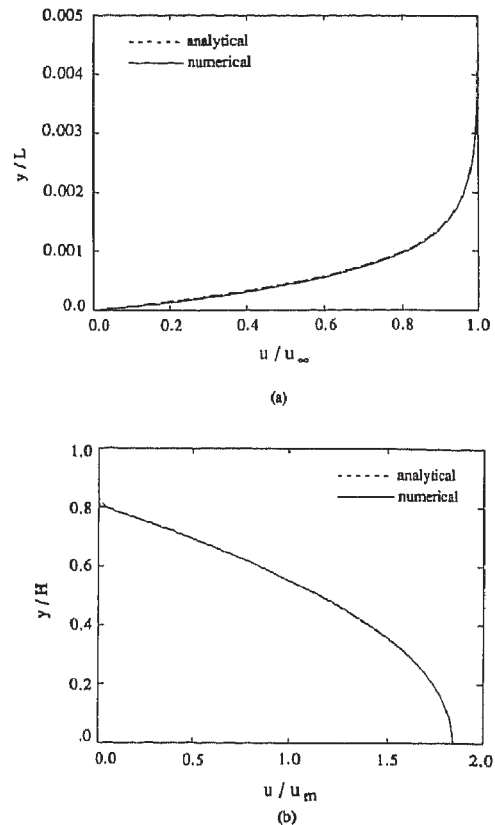 0.005
analytical
numerical
0.004
0.003
0.002
0.001
0.0
y / L
0.0 0.2 0.4 0.6 0.8 1.0
u / u∞
(a)
1.0
analytical
numerical
0.8
0.6
0.4
0.2
.0
y / H
0.0 0.5 1.0 1.5 2.0
u / u_m
(b)